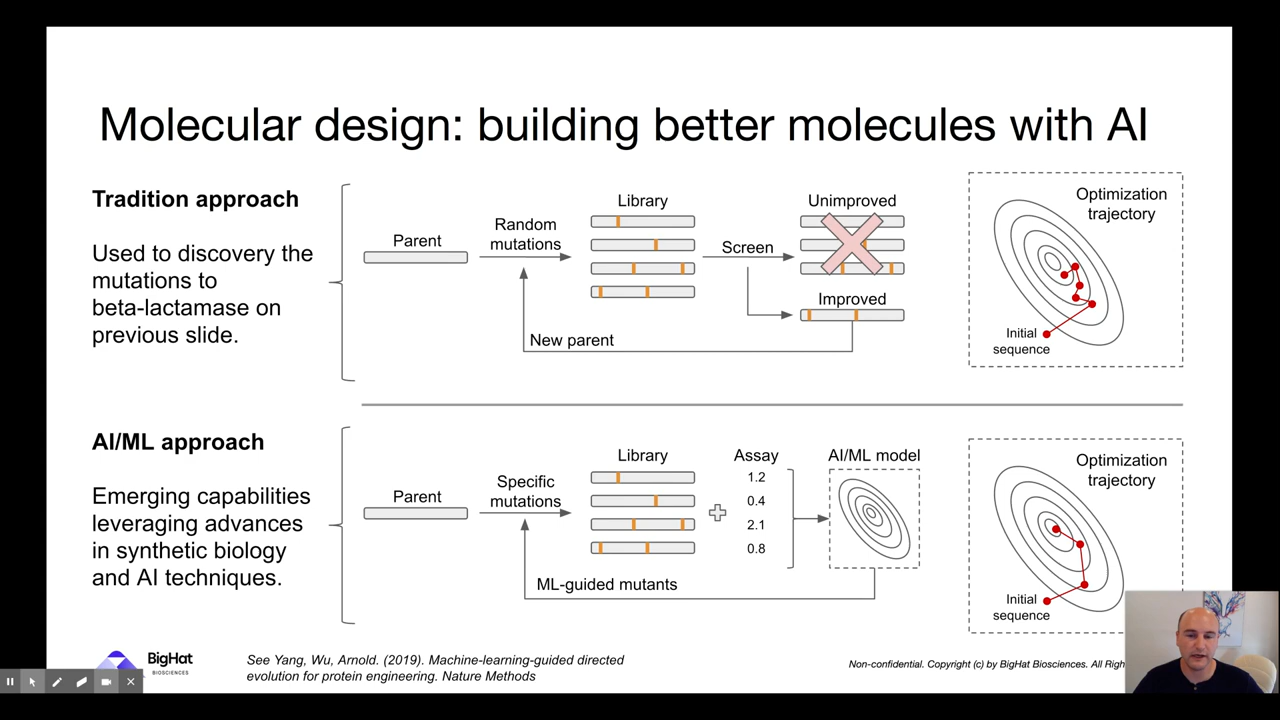 Molecular design: building better molecules with AI
Tradition approach
Used to discovery the
mutations to
beta-lactamase on
previous slide.
Parent
Random
mutations
Library
Screen
Unimproved
Improved
New parent
Optimization
trajectory
Initial
sequence
AI/ML approach
Emerging capabilities
leveraging advances
in synthetic biology
and AI techniques.
Parent
Specific
mutations
Library
Assay
1.2
0.4
2.1
0.8
AI/ML model
ML-guided mutants
Optimization
trajectory
Initial
sequence
BigHat
BIOSCIENCES
See Yang, Wu, Arnold. (2019). Machine-learning-guided directed
evolution for protein engineering. Nature Methods
Non-confidential. Copyright (c) by BigHat Biosciences. All Righ